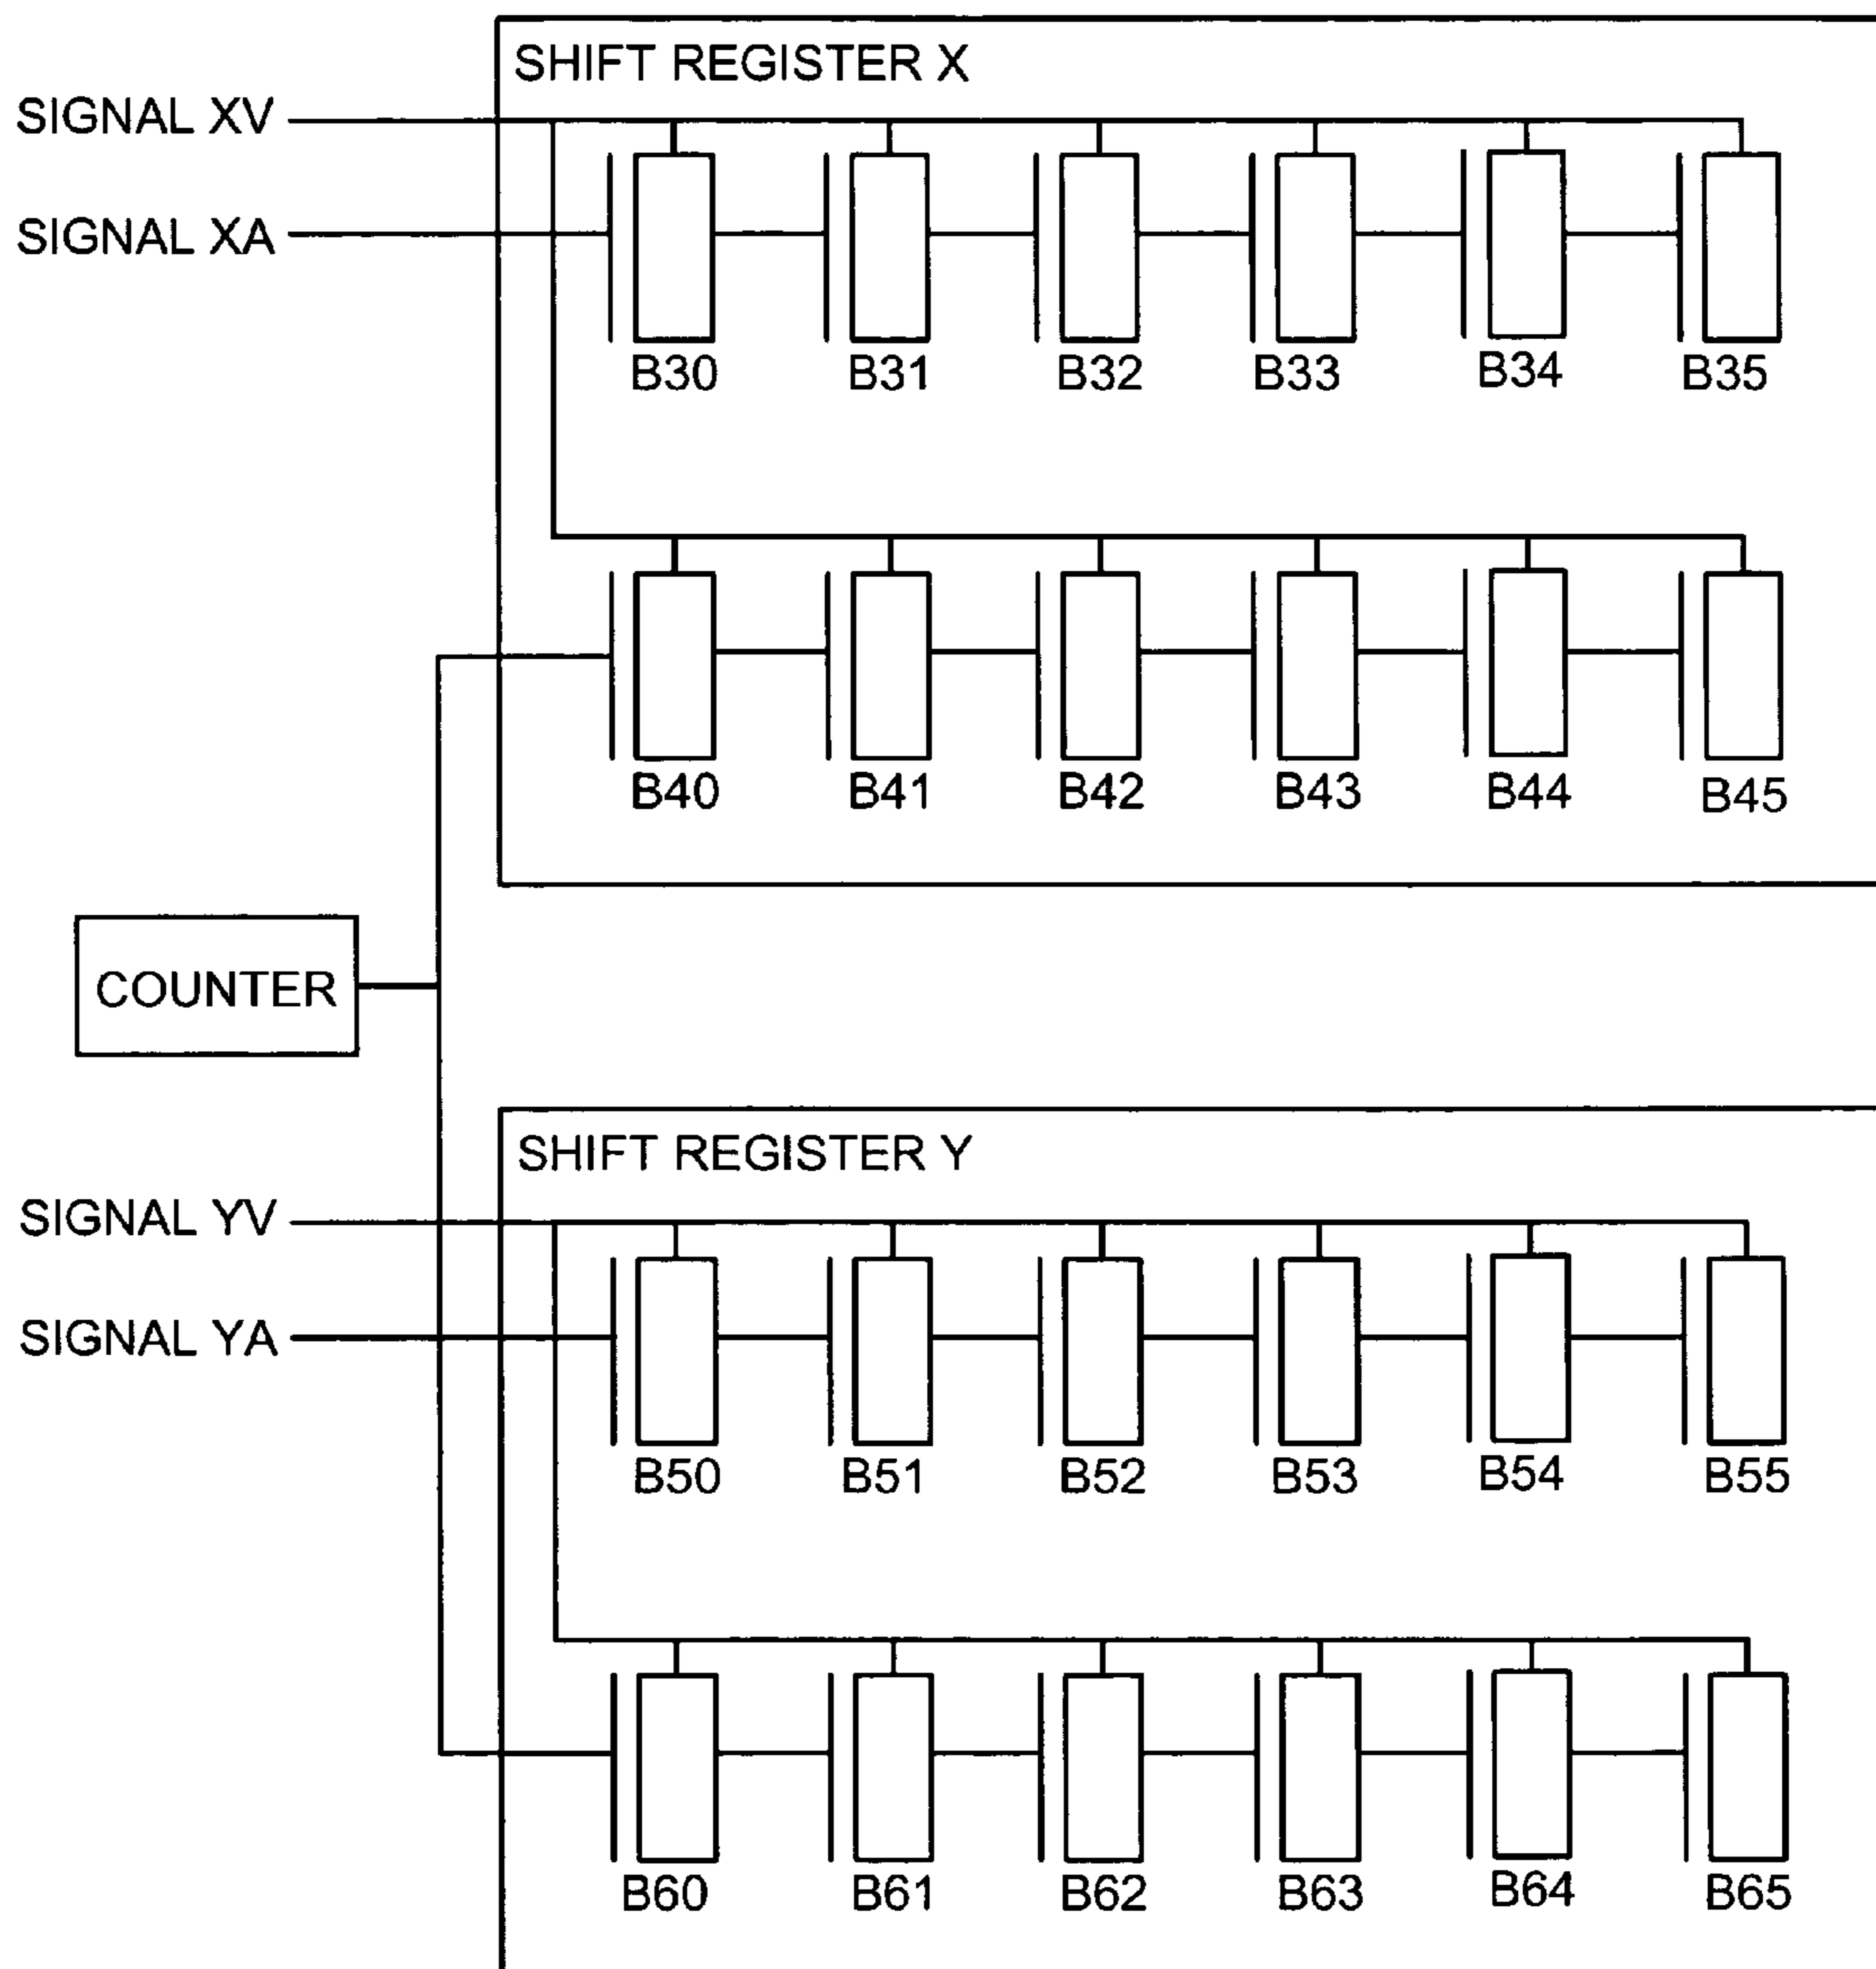 SHIFT REGISTER X
SIGNAL XV
SIGNAL XA
B30 B31 B32 B33 B34 B35
B40 B41 B42 B43 B44 B45
COUNTER
SHIFT REGISTER Y
SIGNAL YV
SIGNAL YA
B50 B51 B52 B53 B54 B55
B60 B61 B62 B63 B64 B65